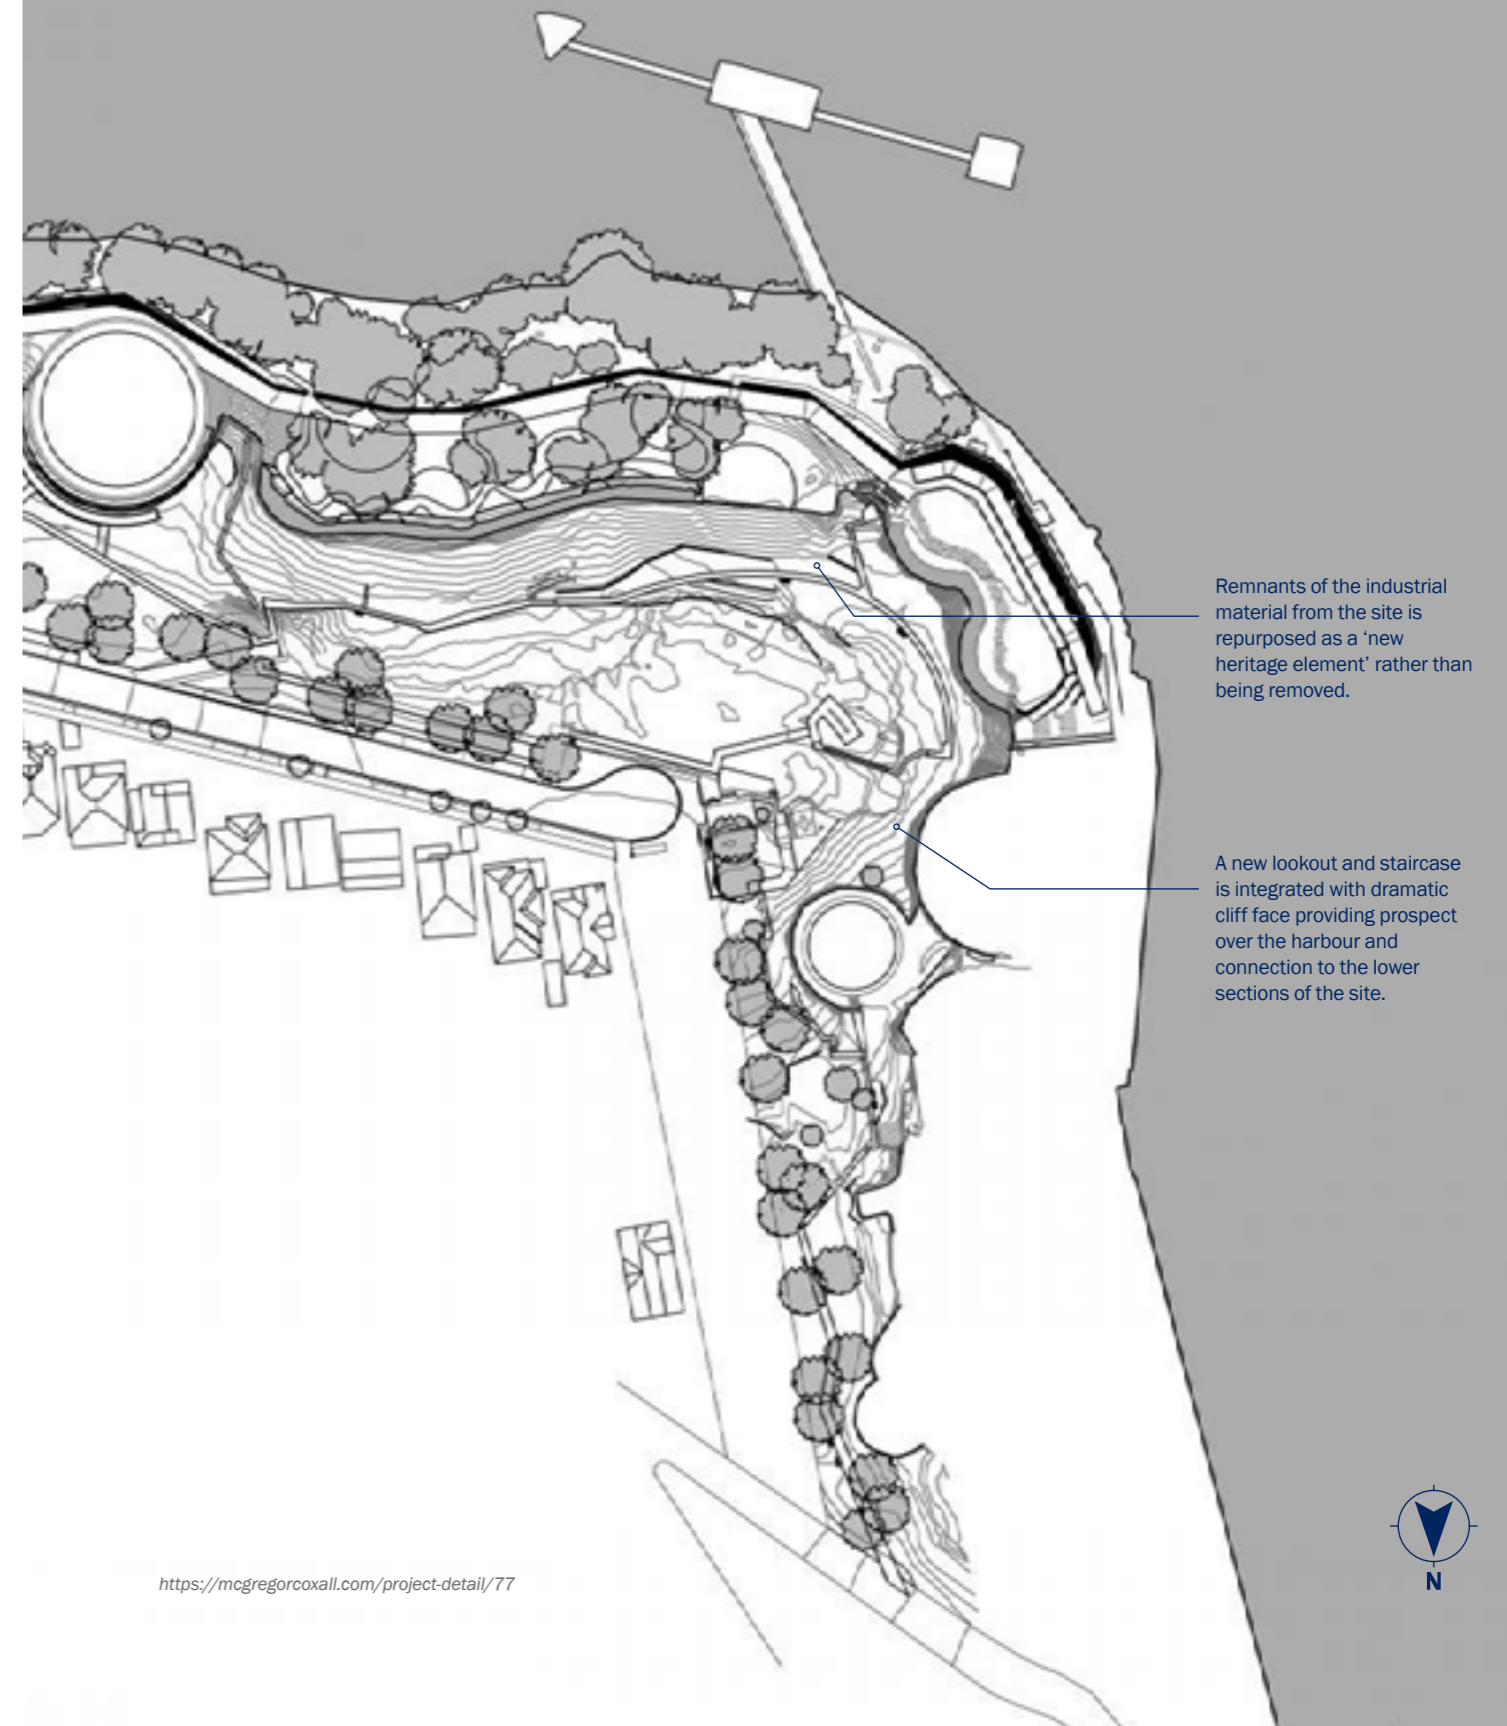 Remnants of the industrial
material from the site is
repurposed as a ‘new
heritage element’ rather than
being removed.
A new lookout and staircase
is integrated with dramatic
cliff face providing prospect
over the harbour and
connection to the lower
sections of the site.
https://mcgregorcoxall.com/project-detail/77
N